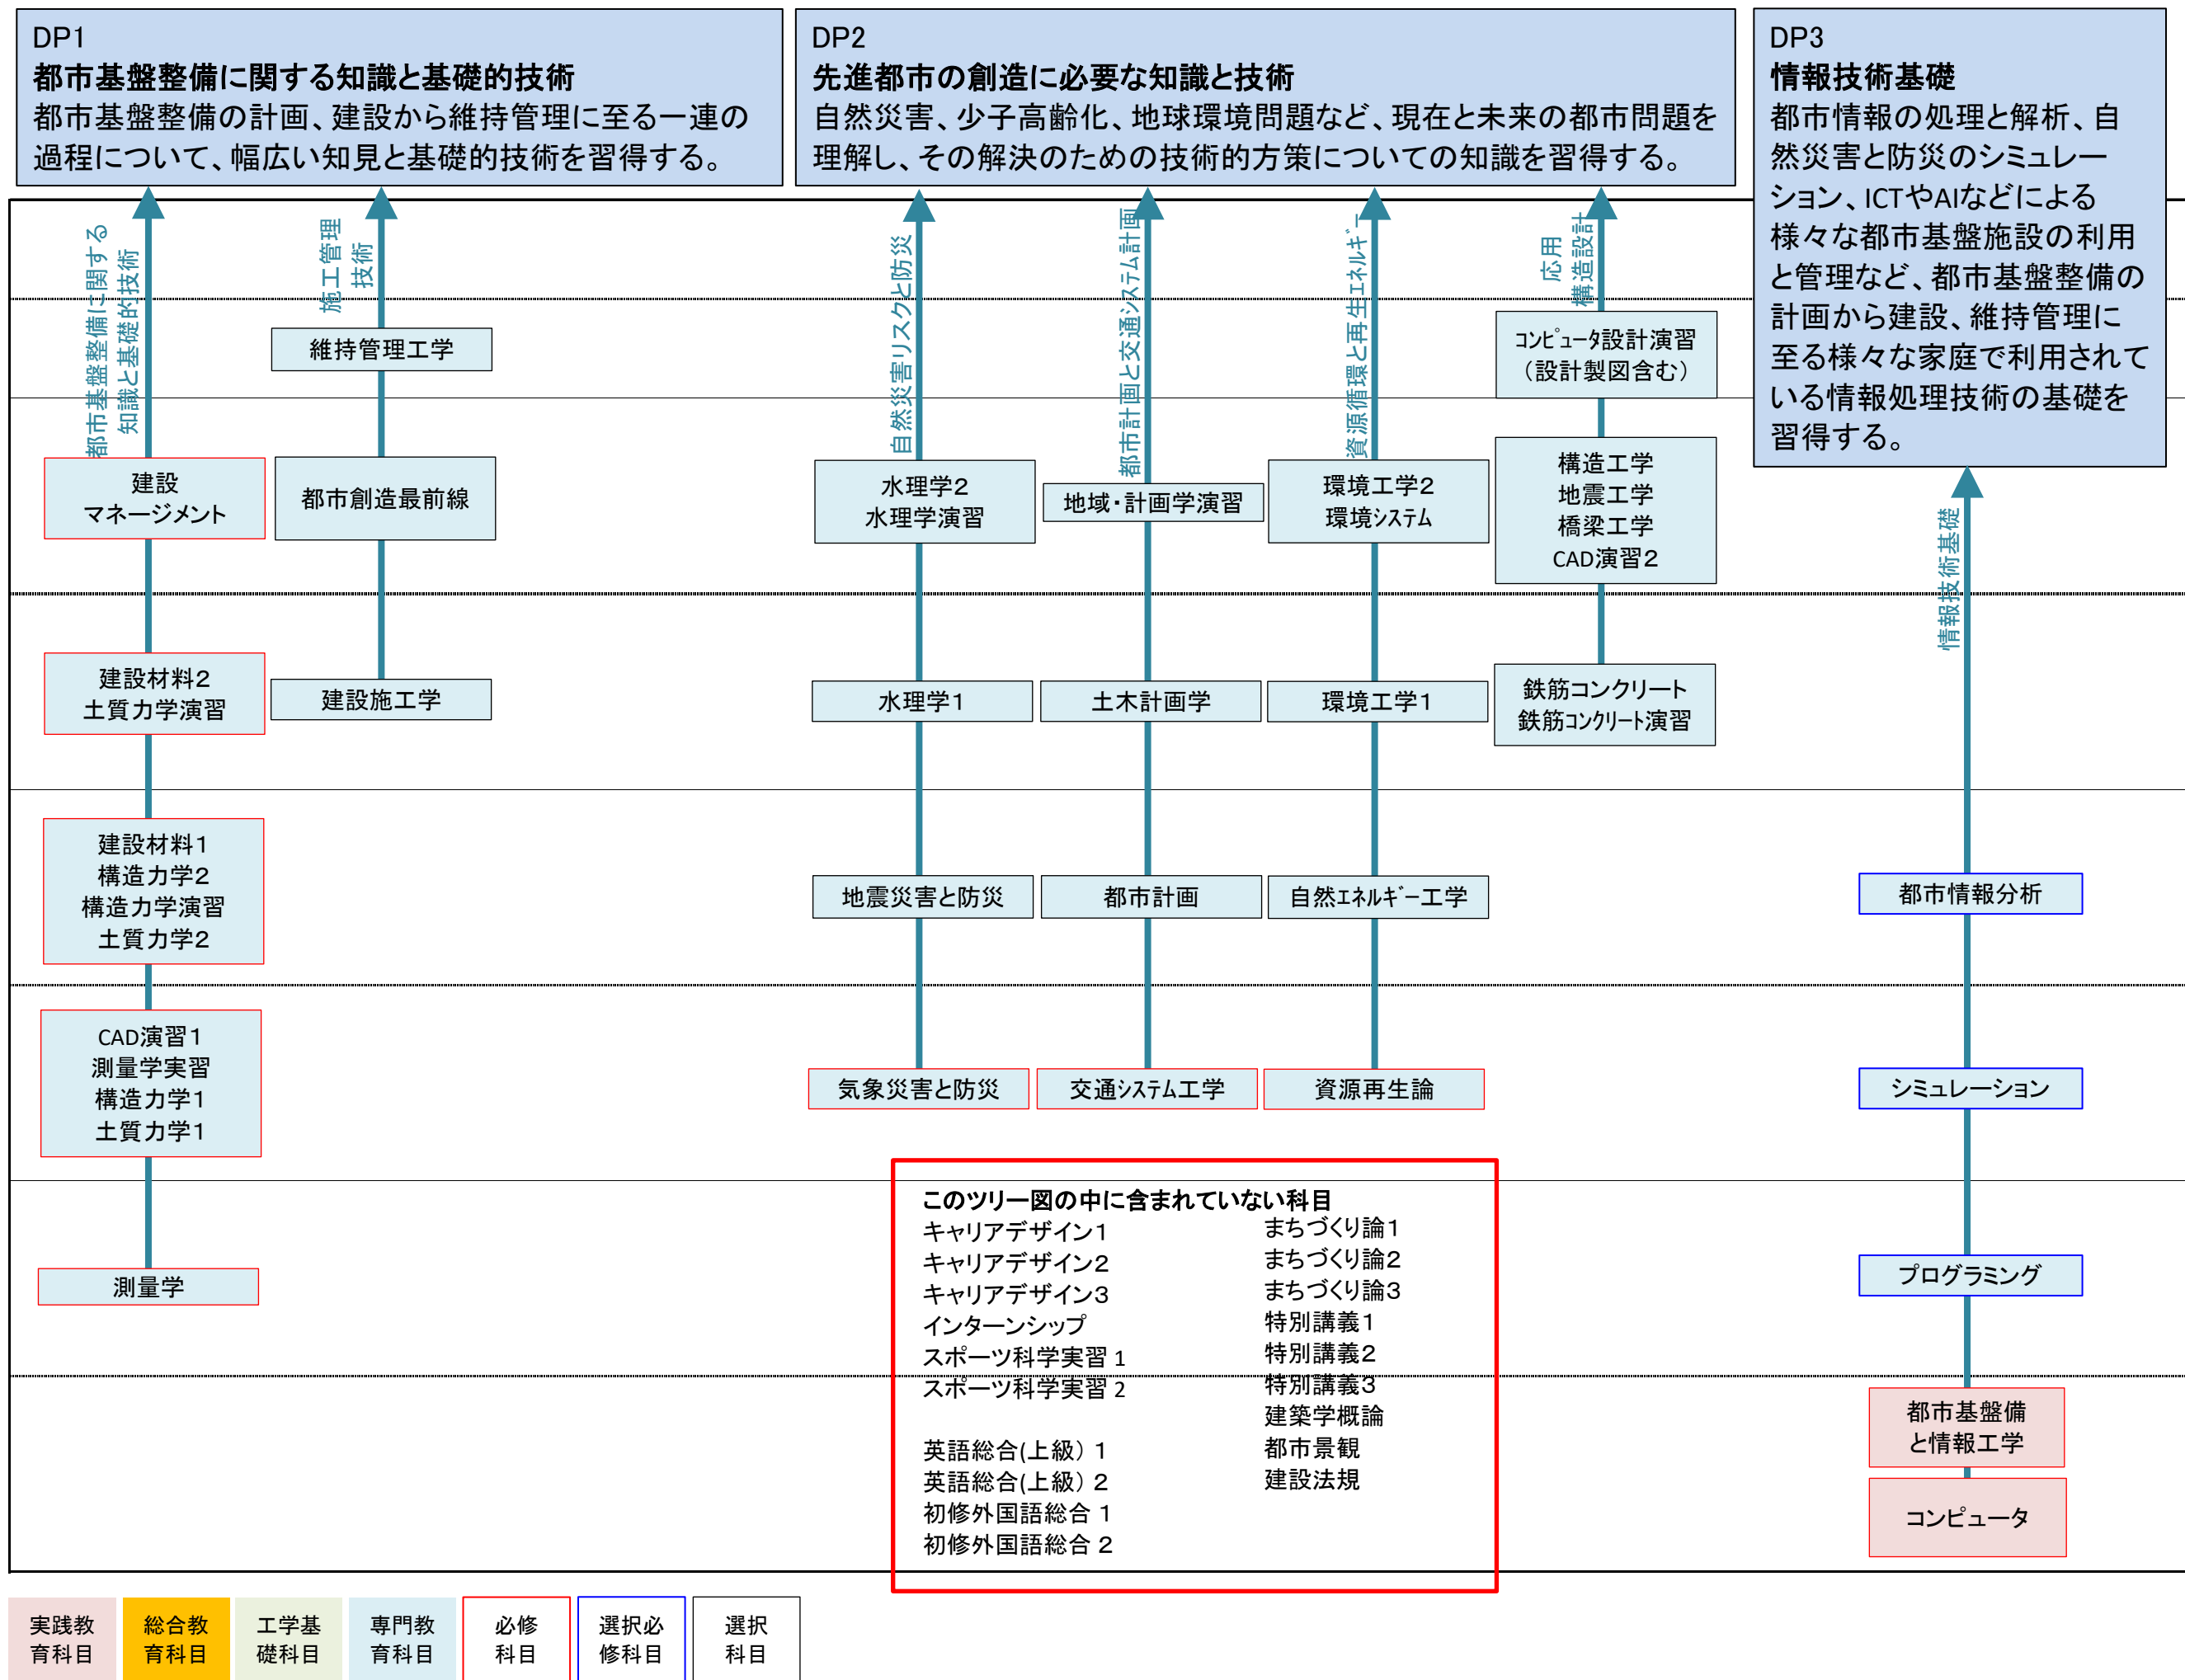 DP1
都市基盤整備に関する知識と基礎的技術
都市基盤整備の計画、建設から維持管理に至る一連の
過程について、幅広い知見と基礎的技術を習得する。
DP2
先進都市の創造に必要な知識と技術
自然災害、少子高齢化、地球環境問題など、現在と未来の都市問題を
理解し、その解決のための技術的方策についての知識を習得する。
DP3
情報技術基礎
都市情報の処理と解析、自
然災害と防災のシミュレー
ション、ICTやAIなどによる
様々な都市基盤施設の利用
と管理など、都市基盤整備の
計画から建設、維持管理に
至る様々な家庭で利用されて
いる情報処理技術の基礎を
習得する。
都市基盤整備に関する
知識と基礎的技術
施工管理
技術
自然災害リスクと防災
都市計画と交通システム計画
資源循環と再生エネルギー
応用
構造設計
情報技術基礎
維持管理工学
コンピュータ設計演習
（設計製図含む）
建設
マネージメント
都市創造最前線
水理学2
水理学演習
地域・計画学演習
環境工学2
環境システム
構造工学
地震工学
橋梁工学
CAD演習2
建設材料2
土質力学演習
建設施工学
水理学1
土木計画学
環境工学1
鉄筋コンクリート
鉄筋コンクリート演習
建設材料1
構造力学2
構造力学演習
土質力学2
地震災害と防災
都市計画
自然エネルギー工学
都市情報分析
CAD演習1
測量学実習
構造力学1
土質力学1
気象災害と防災
交通システム工学
資源再生論
シミュレーション
測量学
プログラミング
このツリー図の中に含まれていない科目
キャリアデザイン1
キャリアデザイン2
キャリアデザイン3
インターンシップ
スポーツ科学実習 1
スポーツ科学実習 2
英語総合(上級) 1
英語総合(上級) 2
初修外国語総合 1
初修外国語総合 2
まちづくり論1
まちづくり論2
まちづくり論3
特別講義1
特別講義2
特別講義3
建築学概論
都市景観
建設法規
都市基盤備
と情報工学
コンピュータ
実践教
育科目
総合教
育科目
工学基
礎科目
専門教
育科目
必修
科目
選択必
修科目
選択
科目